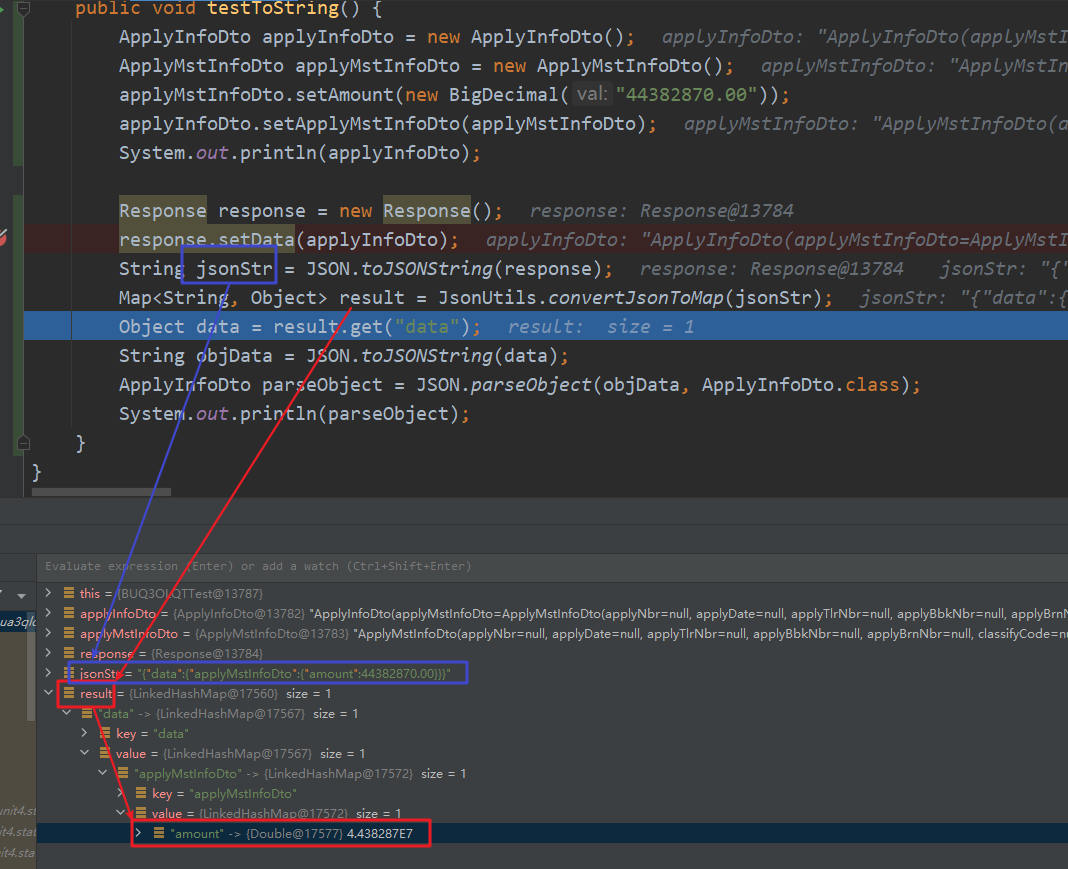 public void testToString() {
ApplyInfoDto applyInfoDto = new ApplyInfoDto(); applyInfoDto: "ApplyInfoDto(applyMstI
ApplyMstInfoDto applyMstInfoDto = new ApplyMstInfoDto(); applyMstInfoDto: "ApplyMstIn
applyMstInfoDto.setAmount(new BigDecimal( val: "44382870.00"));
applyInfoDto.setApplyMstInfoDto(applyMstInfoDto); applyMstInfoDto: "ApplyMstInfoDto(a
System.out.println(applyInfoDto);
Response response = new Response(); response: Response@13784
response.setData(applyInfoDto); applyInfoDto: "ApplyInfoDto(applyMstInfoDto=ApplyMstI
String jsonStr = JSON.toJSONString(response); response: Response@13784 jsonStr: "{"
Map<String, Object> result = JsonUtils.convertJsonToMap(jsonStr); jsonStr: "{"data":{
Object data = result.get("data"); result: size = 1
String objData = JSON.toJSONString(data);
ApplyInfoDto parseObject = JSON.parseObject(objData, ApplyInfoDto.class);
System.out.println(parseObject);
}
}
Evaluate expression (Enter) or add a watch (Ctrl+Shift+Enter)
this = {BUQ3OLQTTest@13787}
applyInfoDto = {ApplyInfoDto@13782} "ApplyInfoDto(applyMstInfoDto=ApplyMstInfoDto(applyNbr=null, applyDate=null, applyTlrNbr=null, applyBbkNbr=null, applyBrnN
applyMstInfoDto = {ApplyMstInfoDto@13783} "ApplyMstInfoDto(applyNbr=null, applyDate=null, applyTlrNbr=null, applyBbkNbr=null, applyBrnNbr=null, classifyCode=nu
response = {Response@13784}
jsonStr = "{"data":{"applyMstInfoDto":{"amount":44382870.00}}}"
result = {LinkedHashMap@17560} size = 1
"data" -> {LinkedHashMap@17567} size = 1
key = "data"
value = {LinkedHashMap@17567} size = 1
"applyMstInfoDto" -> {LinkedHashMap@17572} size = 1
key = "applyMstInfoDto"
value = {LinkedHashMap@17572} size = 1
"amount" -> {Double@17577} 4.438287E7
ua3qlc
unit4.st
it4.stat
it4.sta